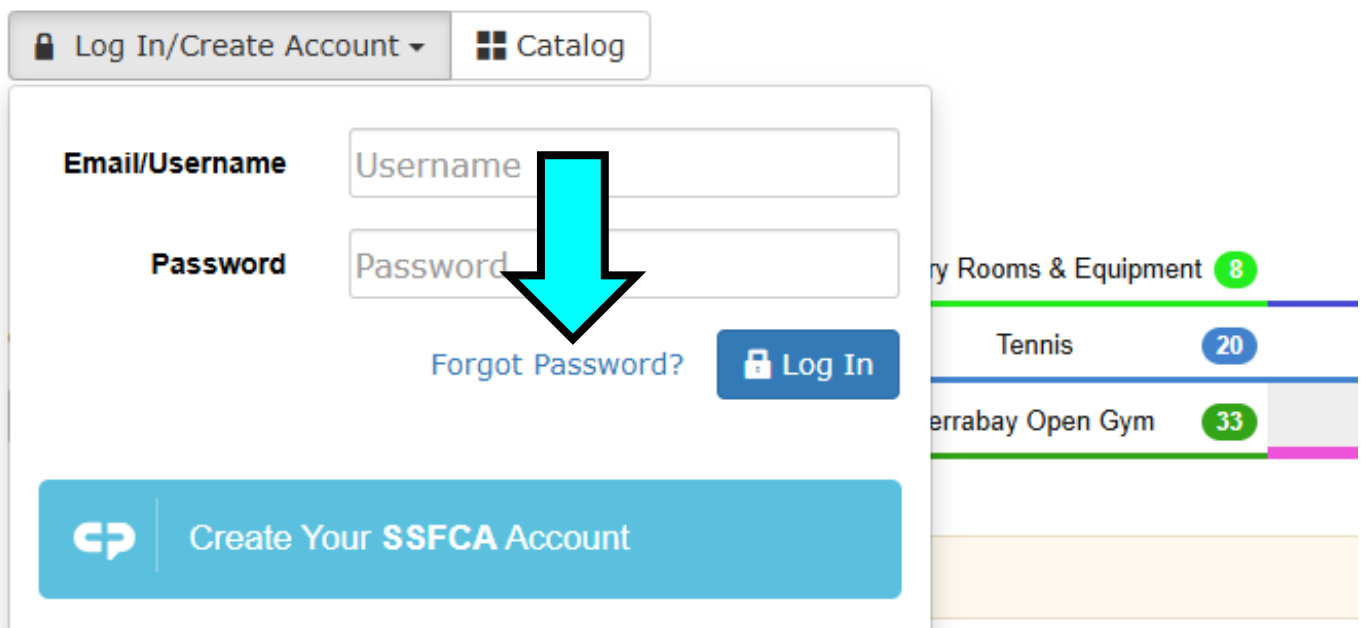 Log In/Create Account
Catalog
Email/Username
Username
Password
Password
Forgot Password?
Log In
Create Your SSFCA Account
ry Rooms & Equipment 8
Tennis 20
errabay Open Gym 33